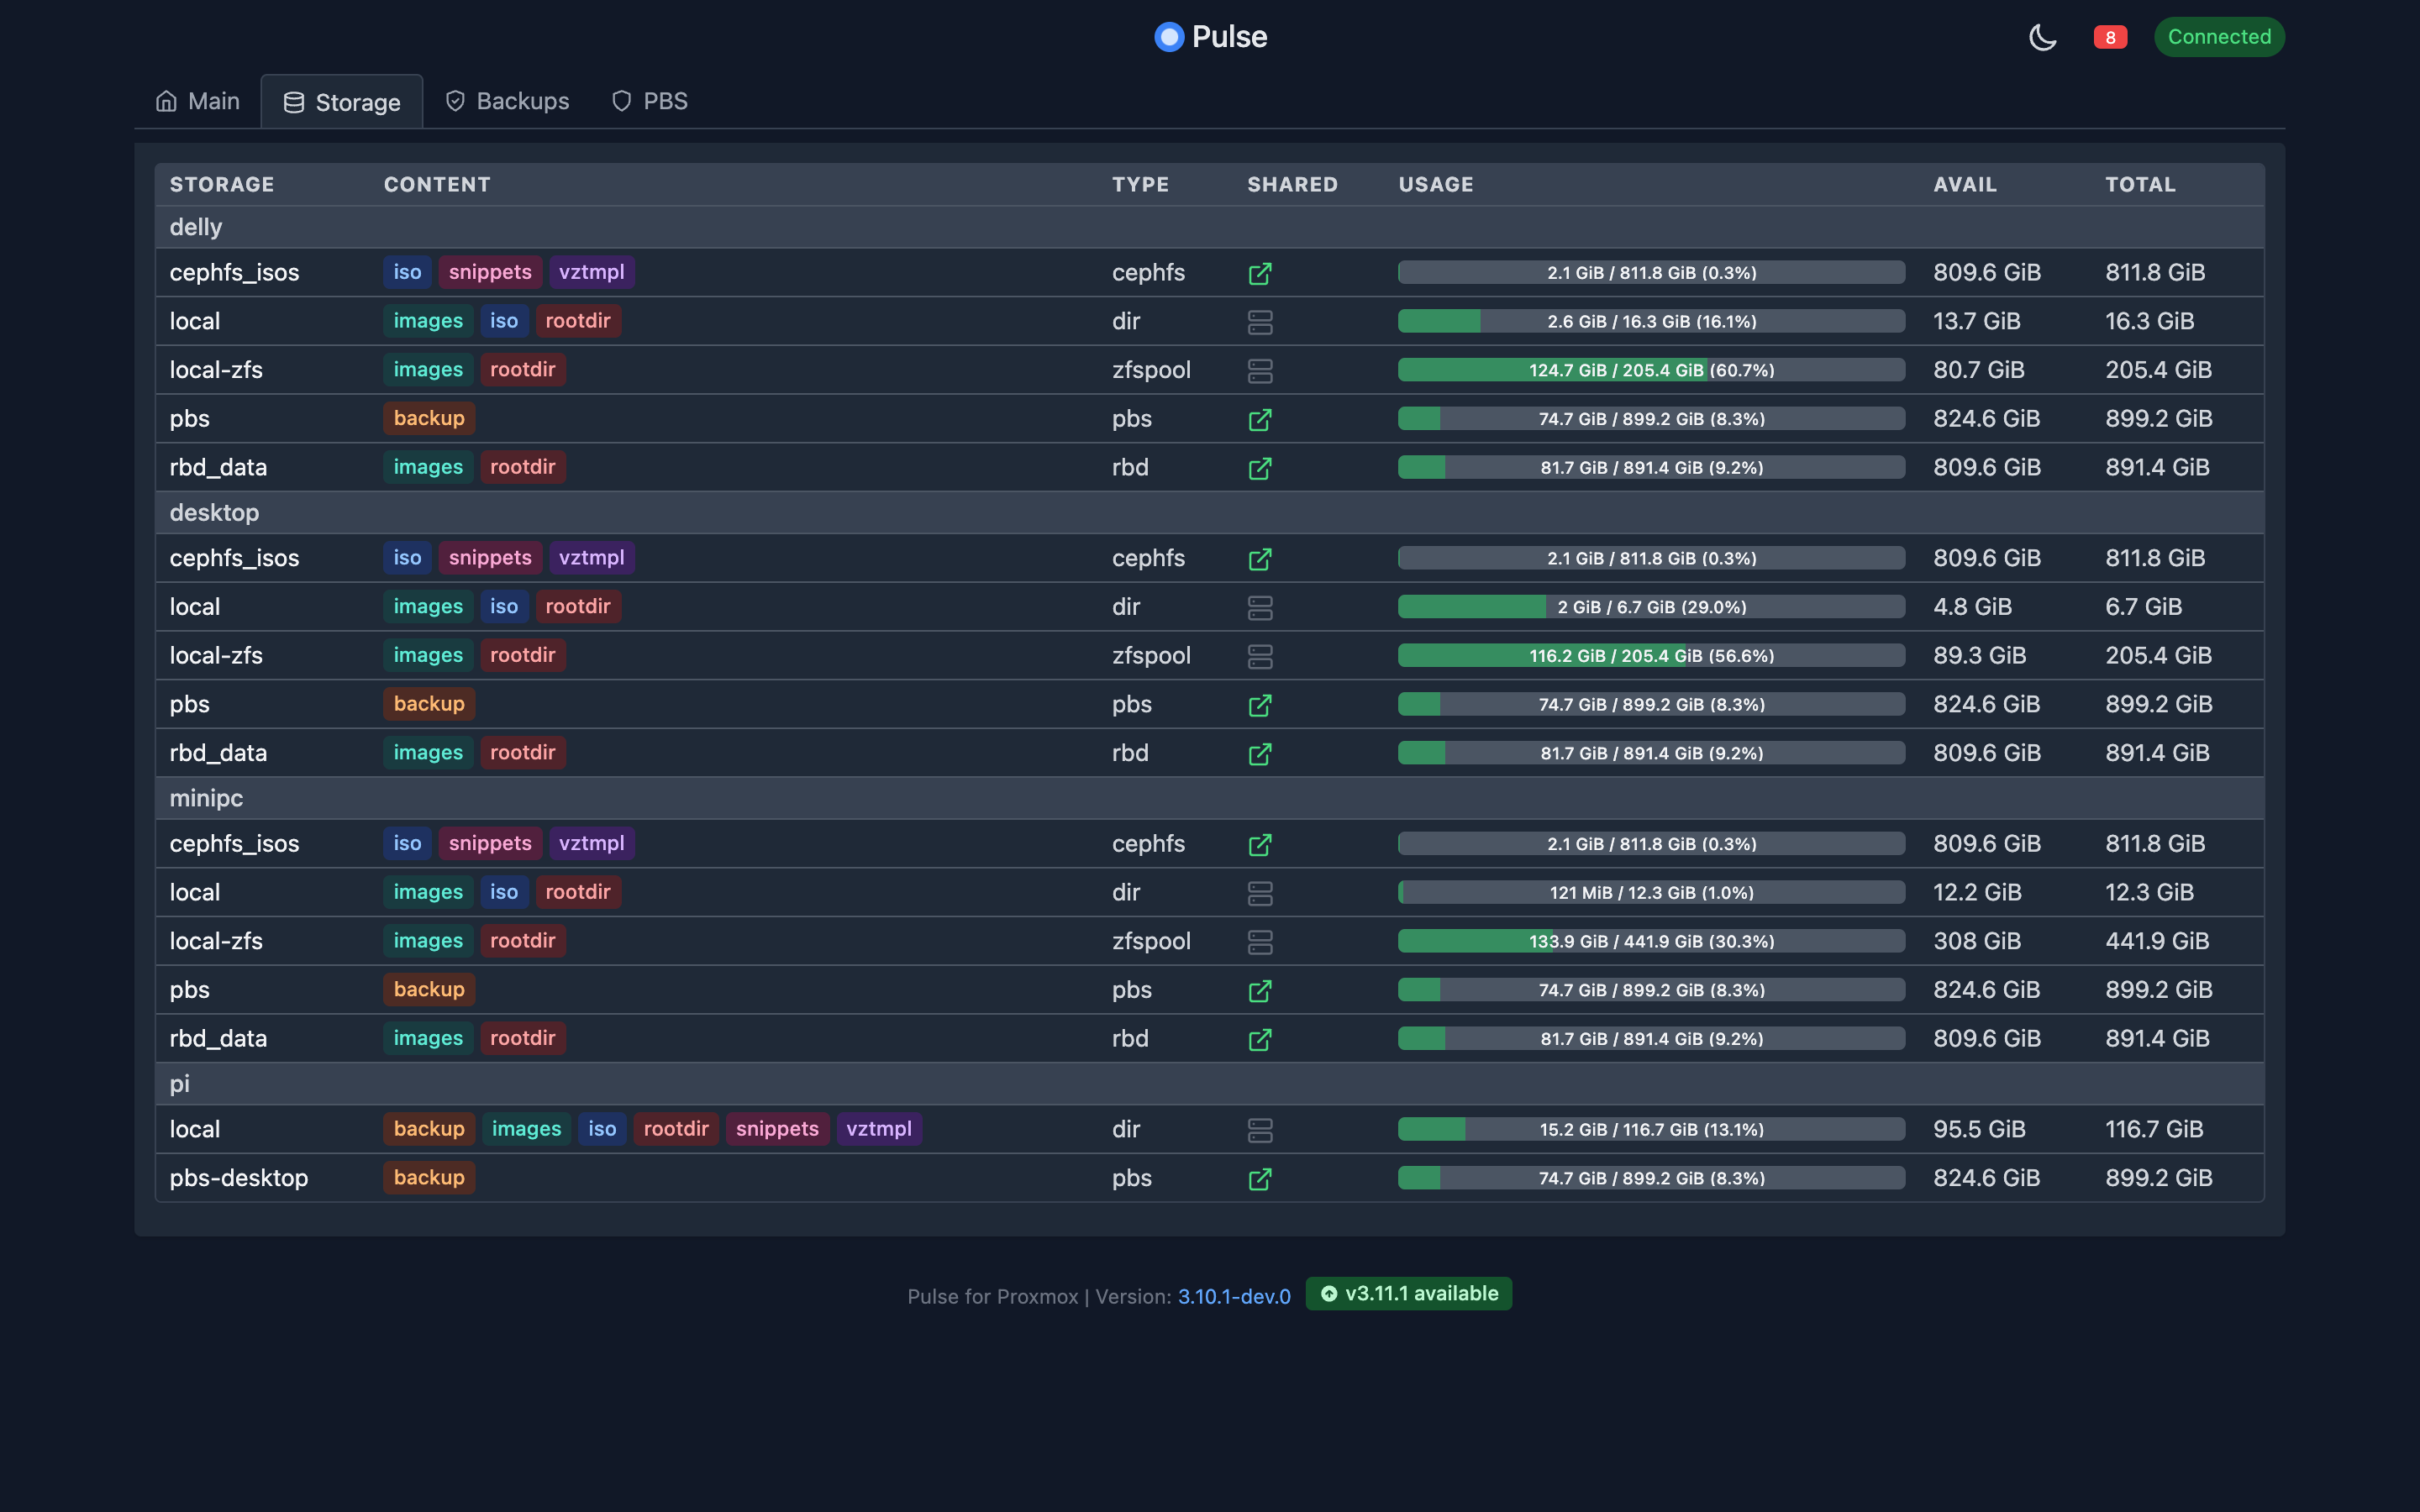 Pulse
8
Connected
Main Storage Backups PBS
STORAGE CONTENT TYPE SHARED USAGE AVAIL TOTAL
delly
cephfs_isos iso snippets vztmpl cephfs 2.1 GiB / 811.8 GiB (0.3%) 809.6 GiB 811.8 GiB
local images iso rootdir dir 2.6 GiB / 16.3 GiB (16.1%) 13.7 GiB 16.3 GiB
local-zfs images rootdir zfspool 124.7 GiB / 205.4 GiB (60.7%) 80.7 GiB 205.4 GiB
pbs backup pbs 74.7 GiB / 899.2 GiB (8.3%) 824.6 GiB 899.2 GiB
rbd_data images rootdir rbd 81.7 GiB / 891.4 GiB (9.2%) 809.6 GiB 891.4 GiB
desktop
cephfs_isos iso snippets vztmpl cephfs 2.1 GiB / 811.8 GiB (0.3%) 809.6 GiB 811.8 GiB
local images iso rootdir dir 2 GiB / 6.7 GiB (29.0%) 4.8 GiB 6.7 GiB
local-zfs images rootdir zfspool 116.2 GiB / 205.4 GiB (56.6%) 89.3 GiB 205.4 GiB
pbs backup pbs 74.7 GiB / 899.2 GiB (8.3%) 824.6 GiB 899.2 GiB
rbd_data images rootdir rbd 81.7 GiB / 891.4 GiB (9.2%) 809.6 GiB 891.4 GiB
minipc
cephfs_isos iso snippets vztmpl cephfs 2.1 GiB / 811.8 GiB (0.3%) 809.6 GiB 811.8 GiB
local images iso rootdir dir 121 MiB / 12.3 GiB (1.0%) 12.2 GiB 12.3 GiB
local-zfs images rootdir zfspool 133.9 GiB / 441.9 GiB (30.3%) 308 GiB 441.9 GiB
pbs backup pbs 74.7 GiB / 899.2 GiB (8.3%) 824.6 GiB 899.2 GiB
rbd_data images rootdir rbd 81.7 GiB / 891.4 GiB (9.2%) 809.6 GiB 891.4 GiB
pi
local backup images iso rootdir snippets vztmpl dir 15.2 GiB / 116.7 GiB (13.1%) 95.5 GiB 116.7 GiB
pbs-desktop backup pbs 74.7 GiB / 899.2 GiB (8.3%) 824.6 GiB 899.2 GiB
Pulse for Proxmox | Version: 3.10.1-dev.0 v3.11.1 available